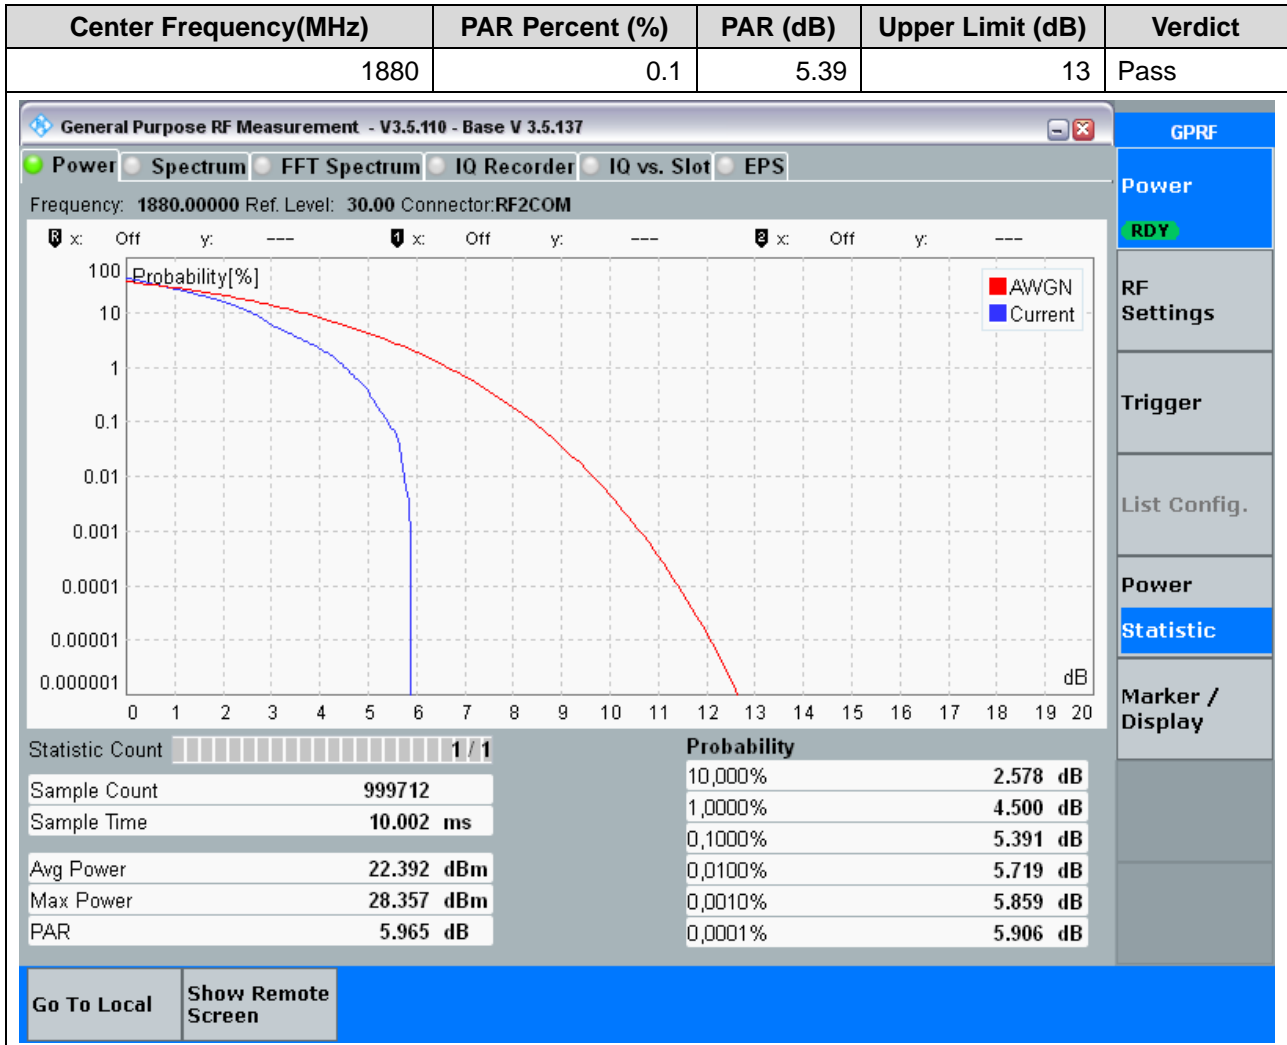 Center Frequency(MHz) PAR Percent (%) PAR (dB) Upper Limit (dB) Verdict
1880 0.1 5.39 13 Pass
General Purpose RF Measurement - V3.5.110 - Base V 3.5.137
GPRF
Power Spectrum FFT Spectrum IQ Recorder IQ vs. Slot EPS
Frequency: 1880.00000 Ref. Level: 30.00 Connector:RF2COM
Power
RDY
R x: Off y: --- 1 x: Off y: --- 2 x: Off y: ---
100 Probability[%]
AWGN
Current
RF
Settings
10
1
Trigger
0.1
0.01
List Config.
0.001
0.0001
Power
0.00001
Statistic
0.000001
dB
Marker /
Display
0 1 2 3 4 5 6 7 8 9 10 11 12 13 14 15 16 17 18 19 20
Statistic Count 1 / 1
Sample Count 999712
Sample Time 10.002 ms
Avg Power 22.392 dBm
Max Power 28.357 dBm
PAR 5.965 dB
Probability
10,000% 2.578 dB
1,0000% 4.500 dB
0,1000% 5.391 dB
0,0100% 5.719 dB
0,0010% 5.859 dB
0,0001% 5.906 dB
Go To Local
Show Remote
Screen